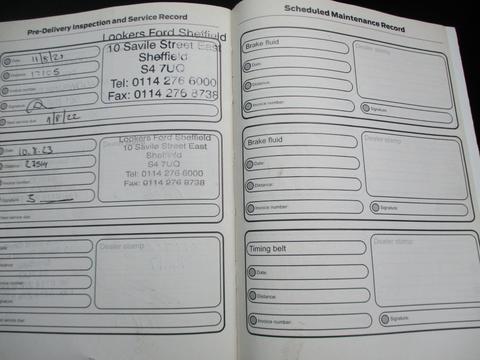 Pre-Delivery Inspection and Service Record
Lookers Ford Sheffield
10 Savile Street East
Sheffield
S4 7UQ
Tel: 0114 276 6000
Fax: 0114 276 8738
Date:
Distance:
Invoice number:
Signature:
Next service due:
11/8/22
Lookers Ford Sheffield
10 Savile Street East
Sheffield
S4 7UQ
Tel: 0114 276 6000
Fax: 0114 276 8738
Date: 10.8.23
Distance:
Invoice number:
Signature:
Next service due:
Dealer stamp
Date:
Distance:
Invoice number:
Signature:
Next service due:
Scheduled Maintenance Record
Brake fluid
Dealer stamp
Date:
Distance:
Invoice number:
Signature:
Brake fluid
Dealer stamp
Date:
Distance:
Invoice number:
Signature:
Timing belt
Dealer stamp
Date:
Distance:
Invoice number:
Signature: